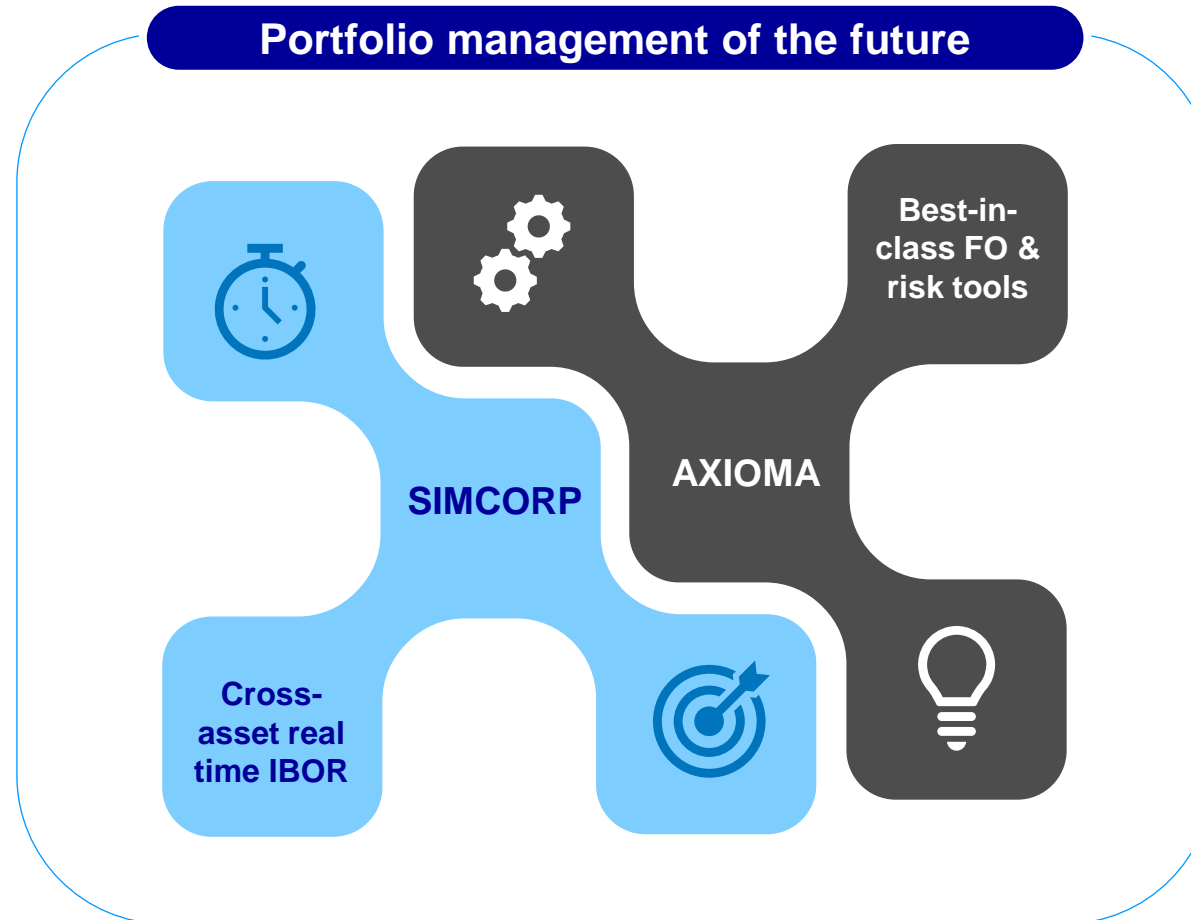 Portfolio management of the future
Best-in-
class FO &
risk tools
AXIOMA
SIMCORP
Cross-
asset real
time IBOR